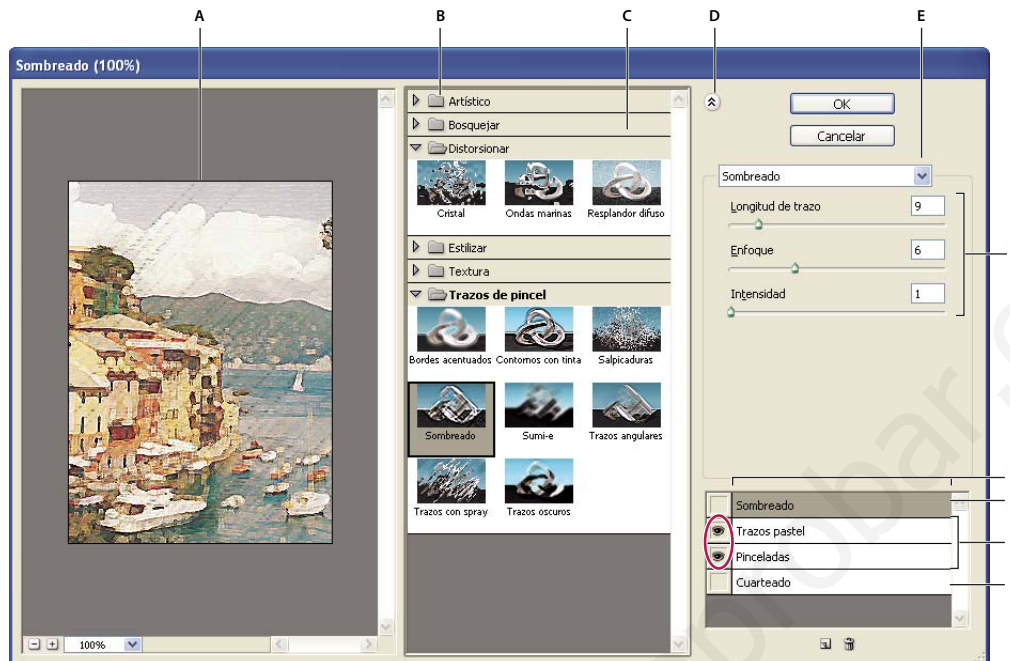 A B C D E
Sombreado (100%)
Artístico
Bosquejar
Distorsionar
Cristal Ondas marinas Resplandor difuso
Estilizar
Textura
Trazos de pincel
Bordes acentuados Contornos con tinta Salpicaduras
Sombreado Sumi-e Trazos angulares
Trazos con spray Trazos oscuros
100%
OK
Cancelar
Sombreado
Longitud de trazo 9
Enfoque 6
Intensidad 1
Sombreado
Trazos pastel
Pinceladas
Cuarteado